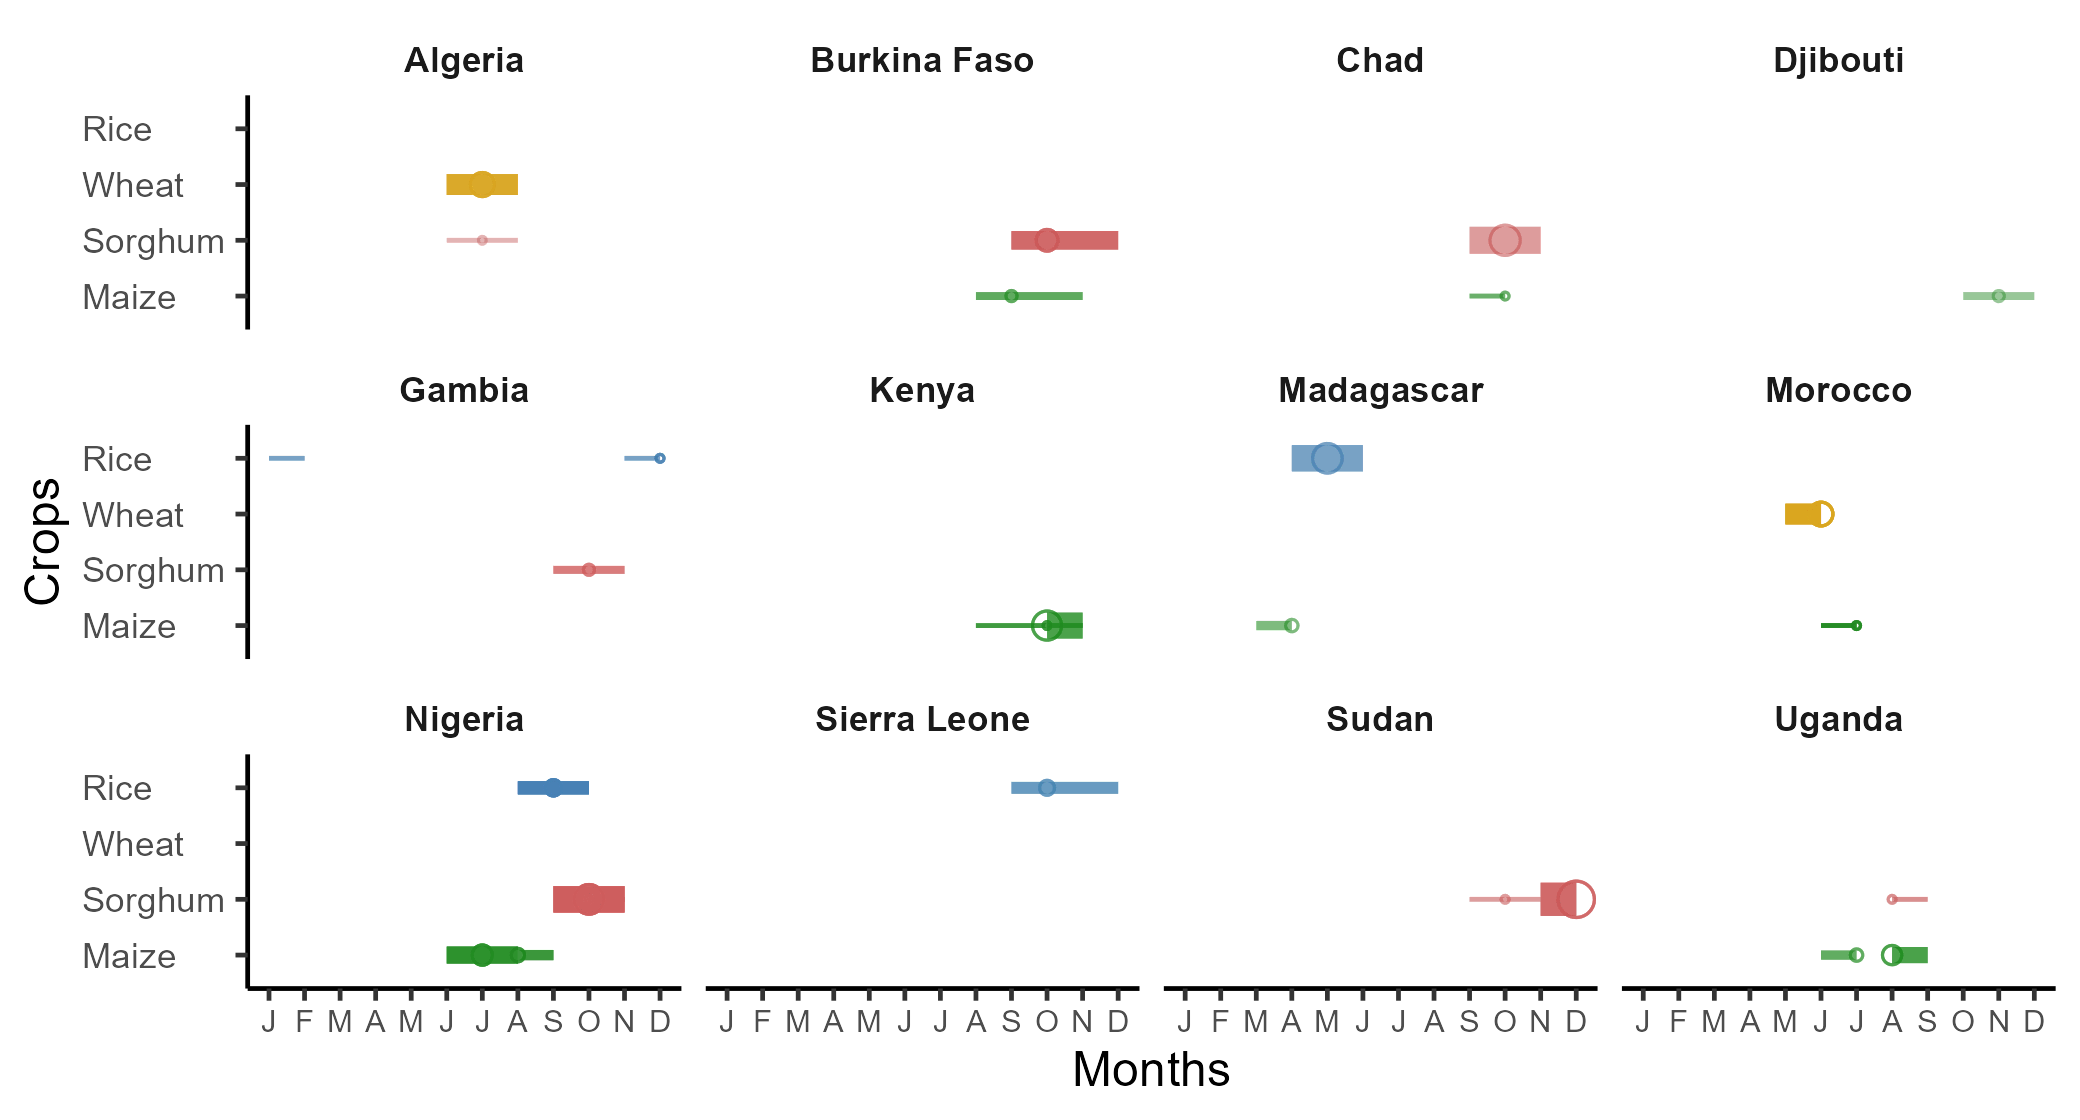 Algeria Burkina Faso Chad Djibouti
Rice
Wheat
Sorghum
Maize
Gambia Kenya Madagascar Morocco
Crops
Rice
Wheat
Sorghum
Maize
Nigeria Sierra Leone Sudan Uganda
Rice
Wheat
Sorghum
Maize
J F M A M J J A S O N D J F M A M J J A S O N D J F M A M J J A S O N D J F M A M J J A S O N D
Months